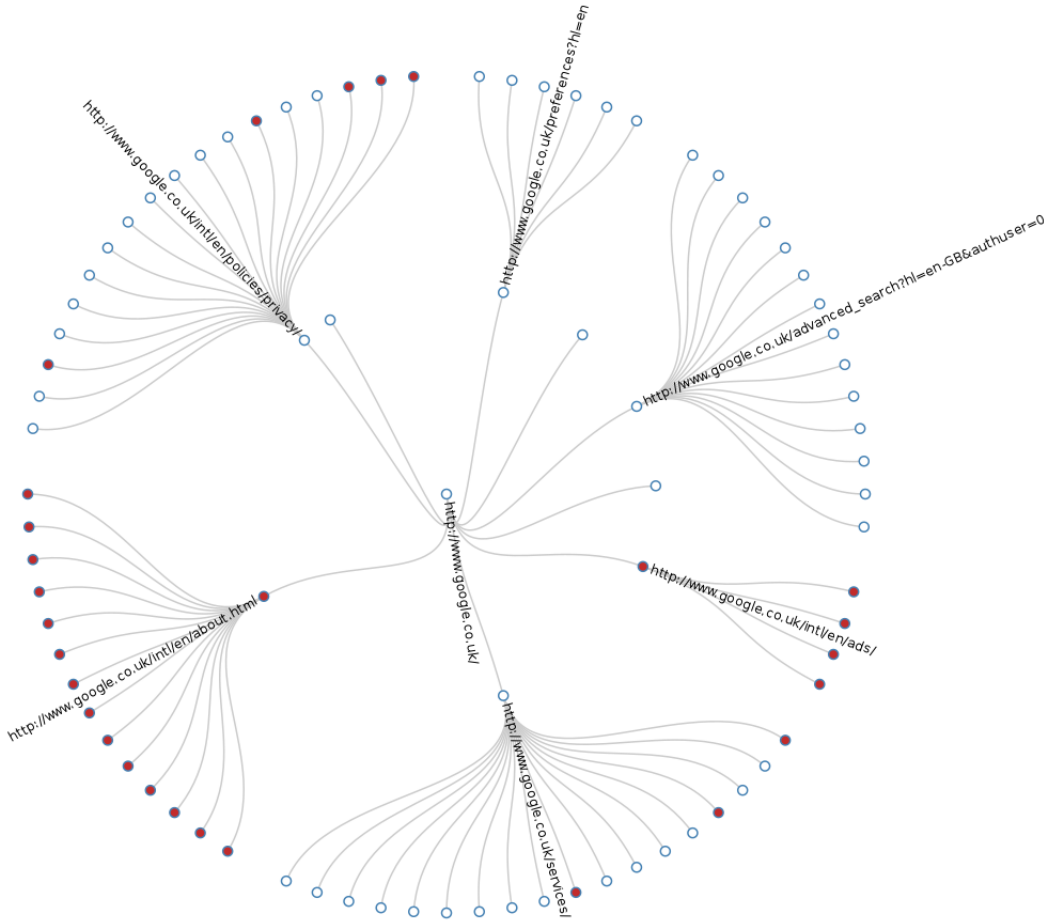 http://www.google.co.uk/preferences?hl=en
http://www.google.co.uk/intl/en/policies/privacy/
http://www.google.co.uk/advanced_search?hl=en-GB&authuser=0
http://www.google.co.uk/
http://www.google.co.uk/intl/en/ads/
http://www.google.co.uk/intl/en/about.html
http://www.google.co.uk/services/